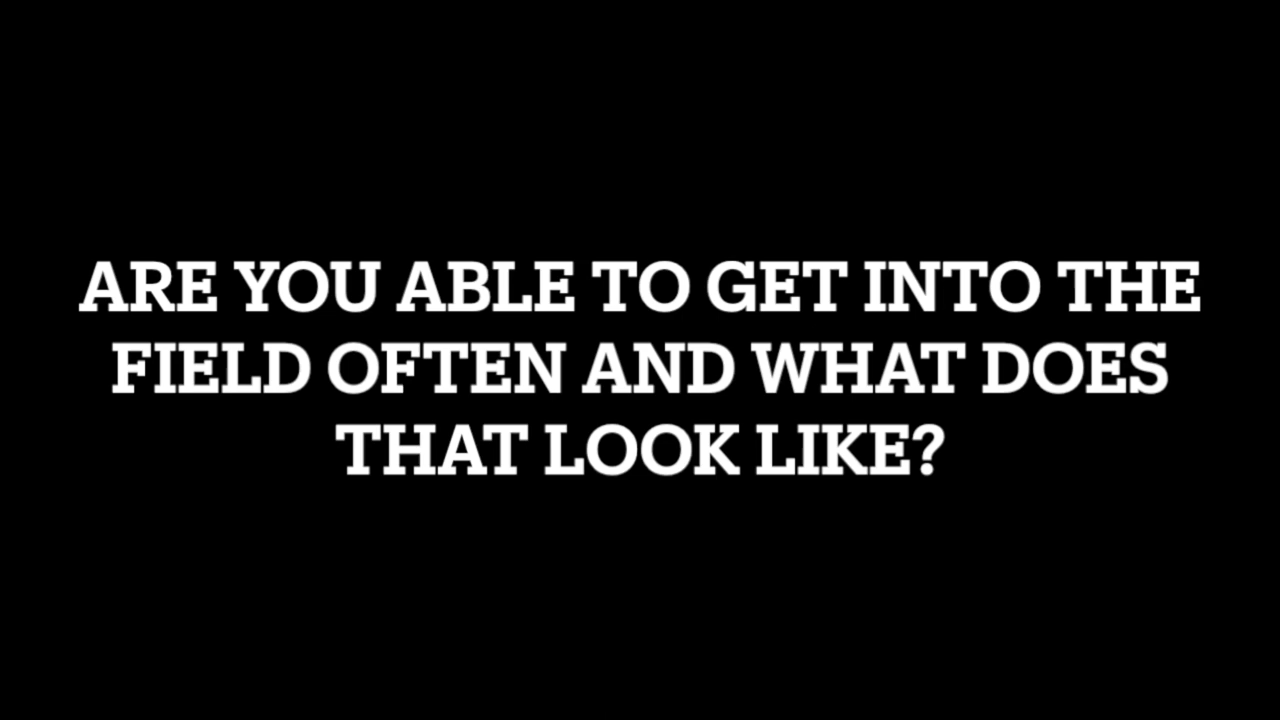 ARE YOU ABLE TO GET INTO THE
FIELD OFTEN AND WHAT DOES
THAT LOOK LIKE?